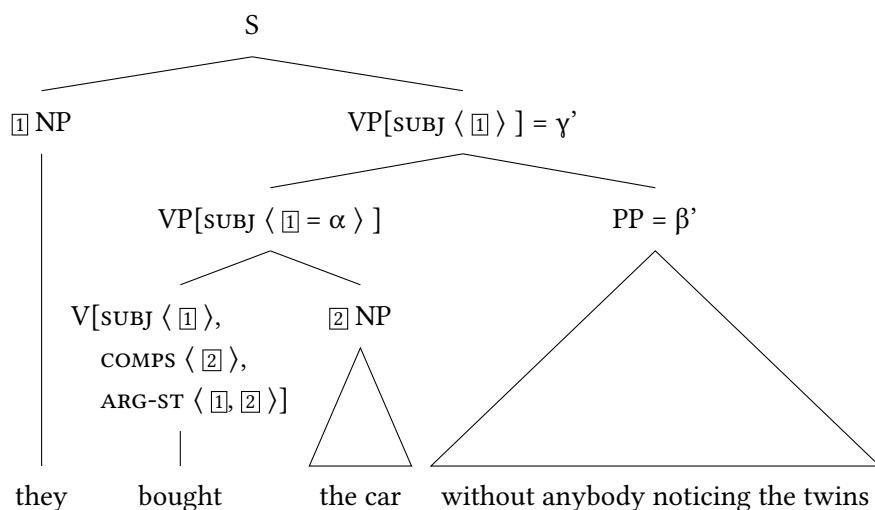 S
1 NP VP[SUBJ ⟨ 1 ⟩ ] = γ’
VP[SUBJ ⟨ 1 = α ⟩ ] PP = β’
V[SUBJ ⟨ 1 ⟩, 2 NP
COMPS ⟨ 2 ⟩,
ARG-ST ⟨ 1, 2 ⟩]
they bought the car without anybody noticing the twins